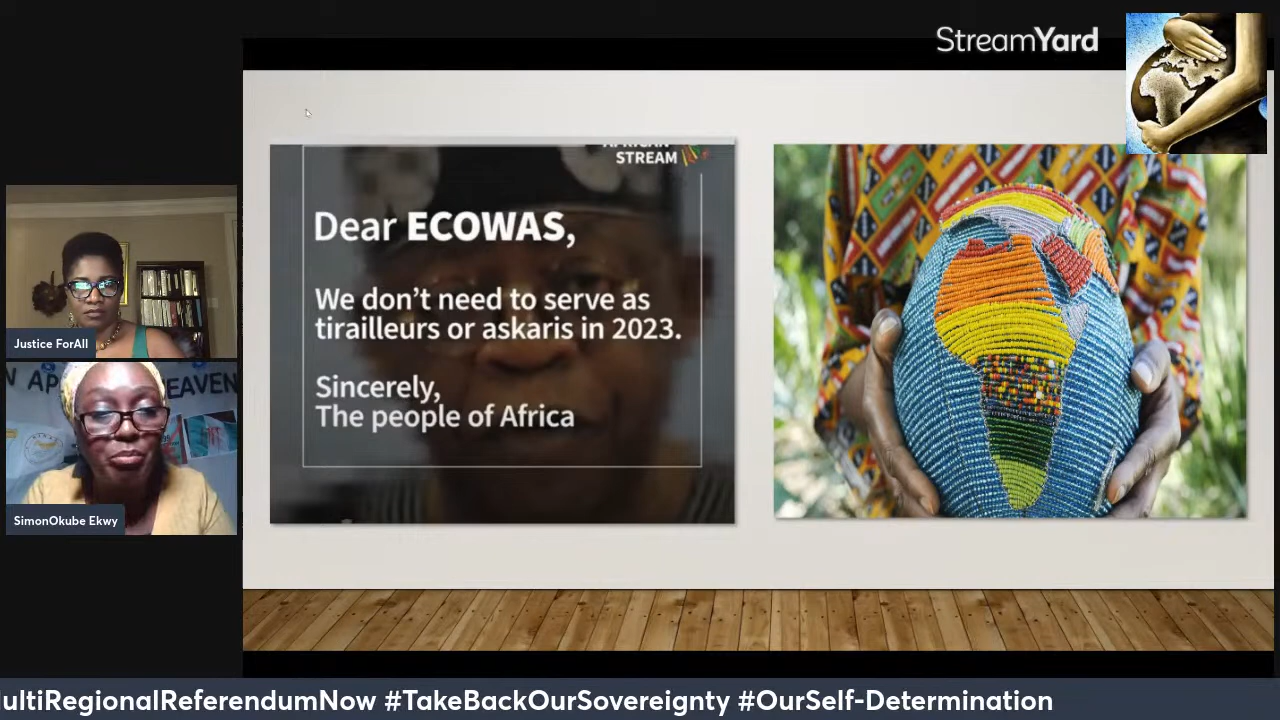 StreamYard
AFRICAN
STREAM
Dear ECOWAS,
We don't need to serve as
tirailleurs or askaris in 2023.
Sincerely,
The people of Africa
Justice ForAll
SimonOkube Ekwy
#TakeBackOurSovereignty #OurSelf-Determination